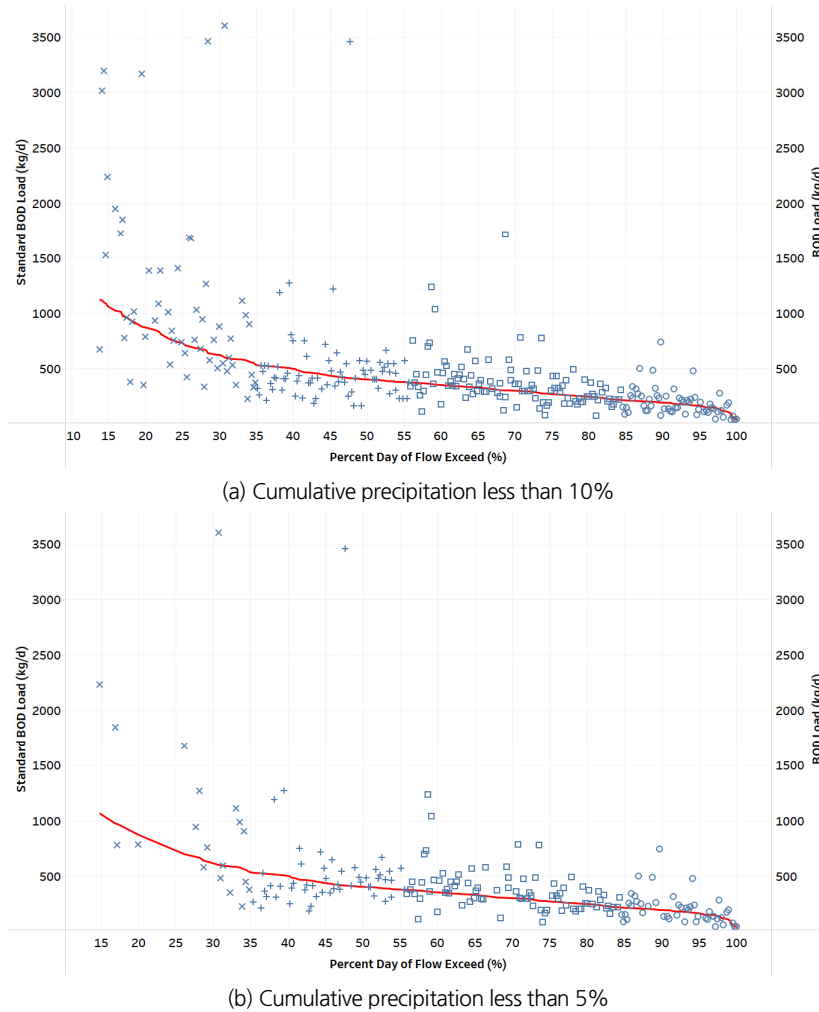 3500
3000
2500
2000
1500
1000
500
Standard BOD Load (kg/d)
3500
3000
2500
2000
1500
1000
500
BOD Load (kg/d)
10 15 20 25 30 35 40 45 50 55 60 65 70 75 80 85 90 95 100
Percent Day of Flow Exceed (%)
(a) Cumulative precipitation less than 10%
3500
3000
2500
2000
1500
1000
500
Standard BOD Load (kg/d)
3500
3000
2500
2000
1500
1000
500
BOD Load (kg/d)
15 20 25 30 35 40 45 50 55 60 65 70 75 80 85 90 95 100
Percent Day of Flow Exceed (%)
(b) Cumulative precipitation less than 5%